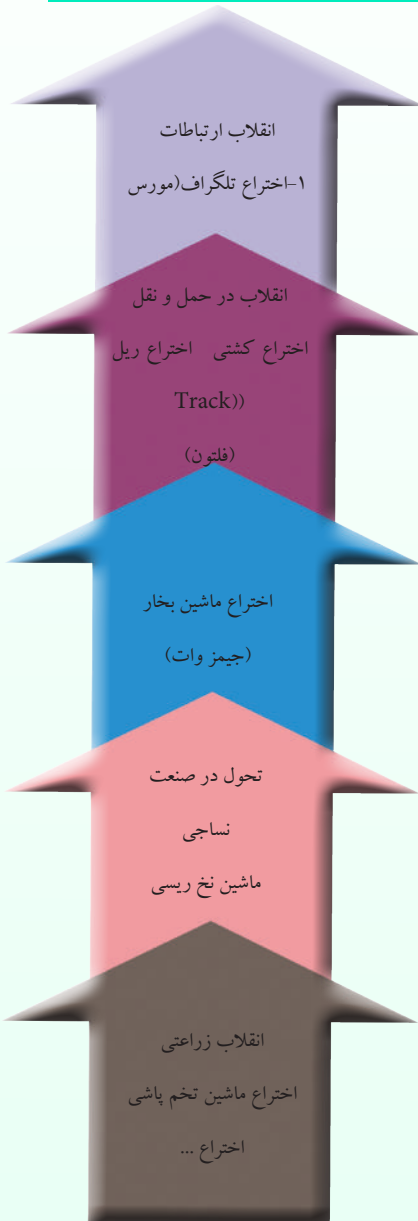 انقلاب ارتباطات
۱-اختراع تلگراف(مورس
انقلاب در حمل و نقل
اختراع کشتی اختراع ریل
Track))
(فلتون)
اختراع ماشین بخار
(جیمز وات)
تحول در صنعت
نساجی
ماشین نخ ریسی
انقلاب زراعتی
اختراع ماشین تخم پاشی
اختراع ...